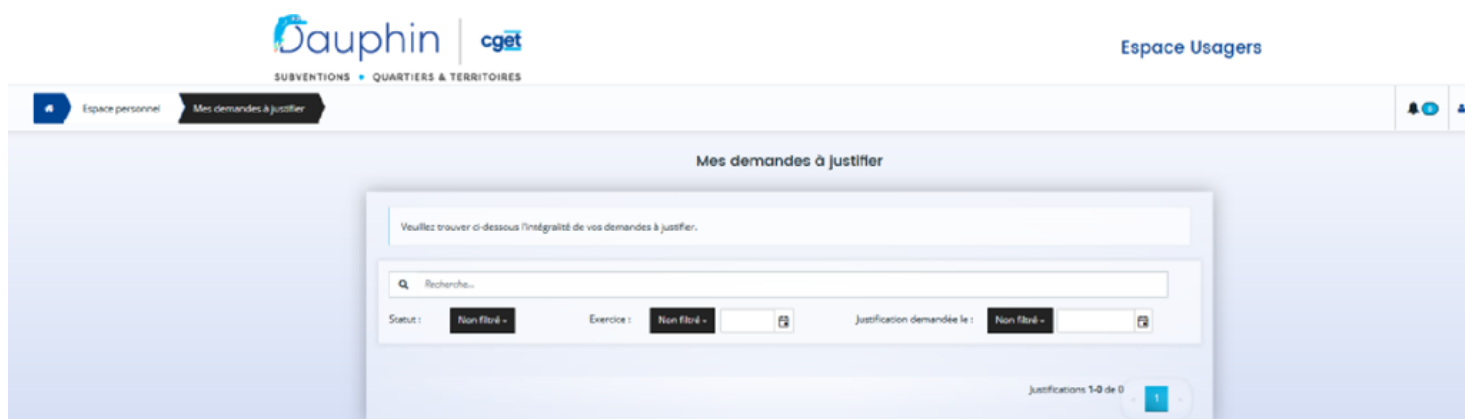 Dauphin cget
SUBVENTIONS • QUARTIERS & TERRITOIRES
Espace Usagers
Espace personnel Mes demandes à justifier
Mes demandes à justifier
Veuillez trouver ci-dessous l'intégralité de vos demandes à justifier.
Recherche...
Statut : Non filtré Exercice : Non filtré Justification demandée le : Non filtré
Justifications 1-0 de 0 « 1 »